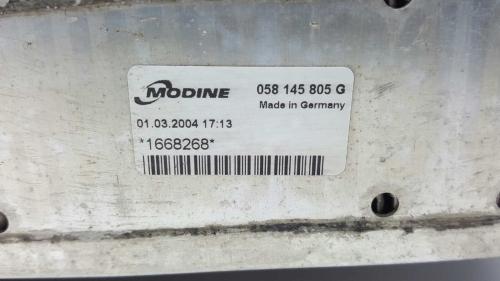 MODINE 058 145 805 G
Made in Germany
01.03.2004 17:13
*1668268*